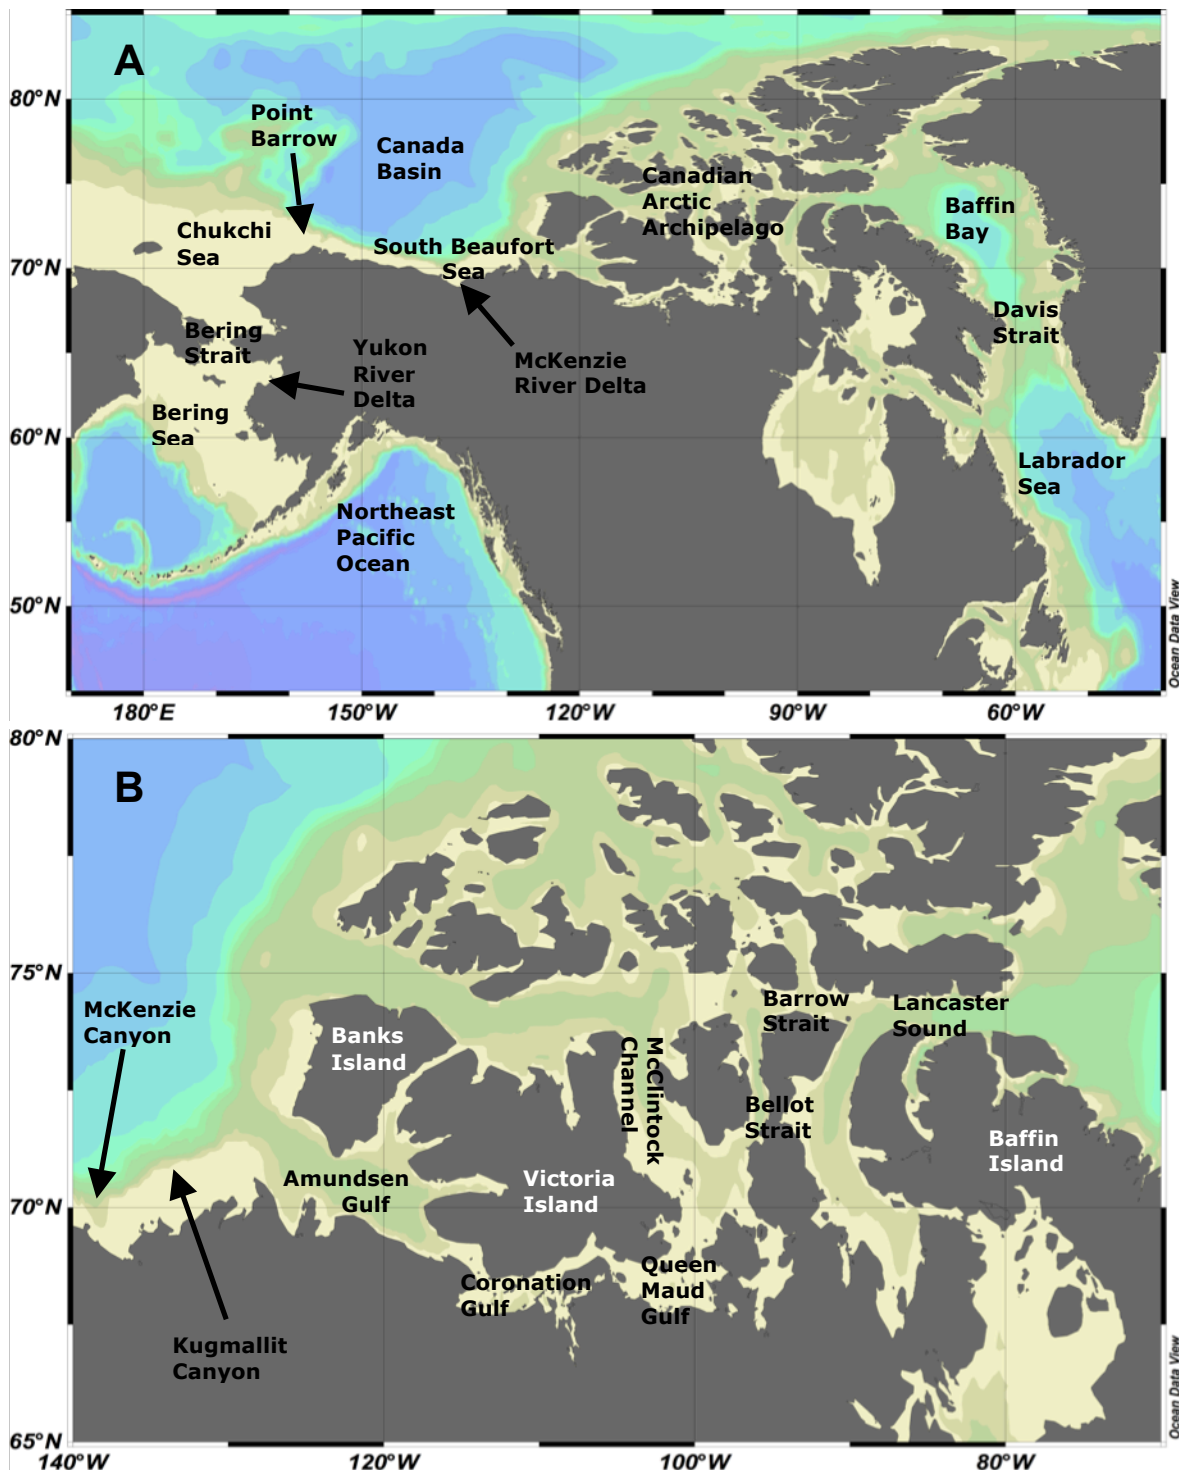 A
80°N
70°N
60°N
50°N
Point
Barrow
Canada
Basin
Canadian
Arctic
Archipelago
Baffin
Bay
Chukchi
Sea
South Beaufort
Sea
Davis
Strait
Bering
Strait
Yukon
River
Delta
McKenzie
River Delta
Bering
Sea
Labrador
Sea
Northeast
Pacific
Ocean
Ocean Data View
180°E
150°W
120°W
90°W
60°W
B
80°N
75°N
70°N
65°N
McKenzie
Canyon
Banks
Island
McClintock
Channel
Barrow
Strait
Lancaster
Sound
Bellot
Strait
Baffin
Island
Amundsen
Gulf
Victoria
Island
Coronation
Gulf
Queen
Maud
Gulf
Kugmallit
Canyon
Ocean Data View
140°W
120°W
100°W
80°W